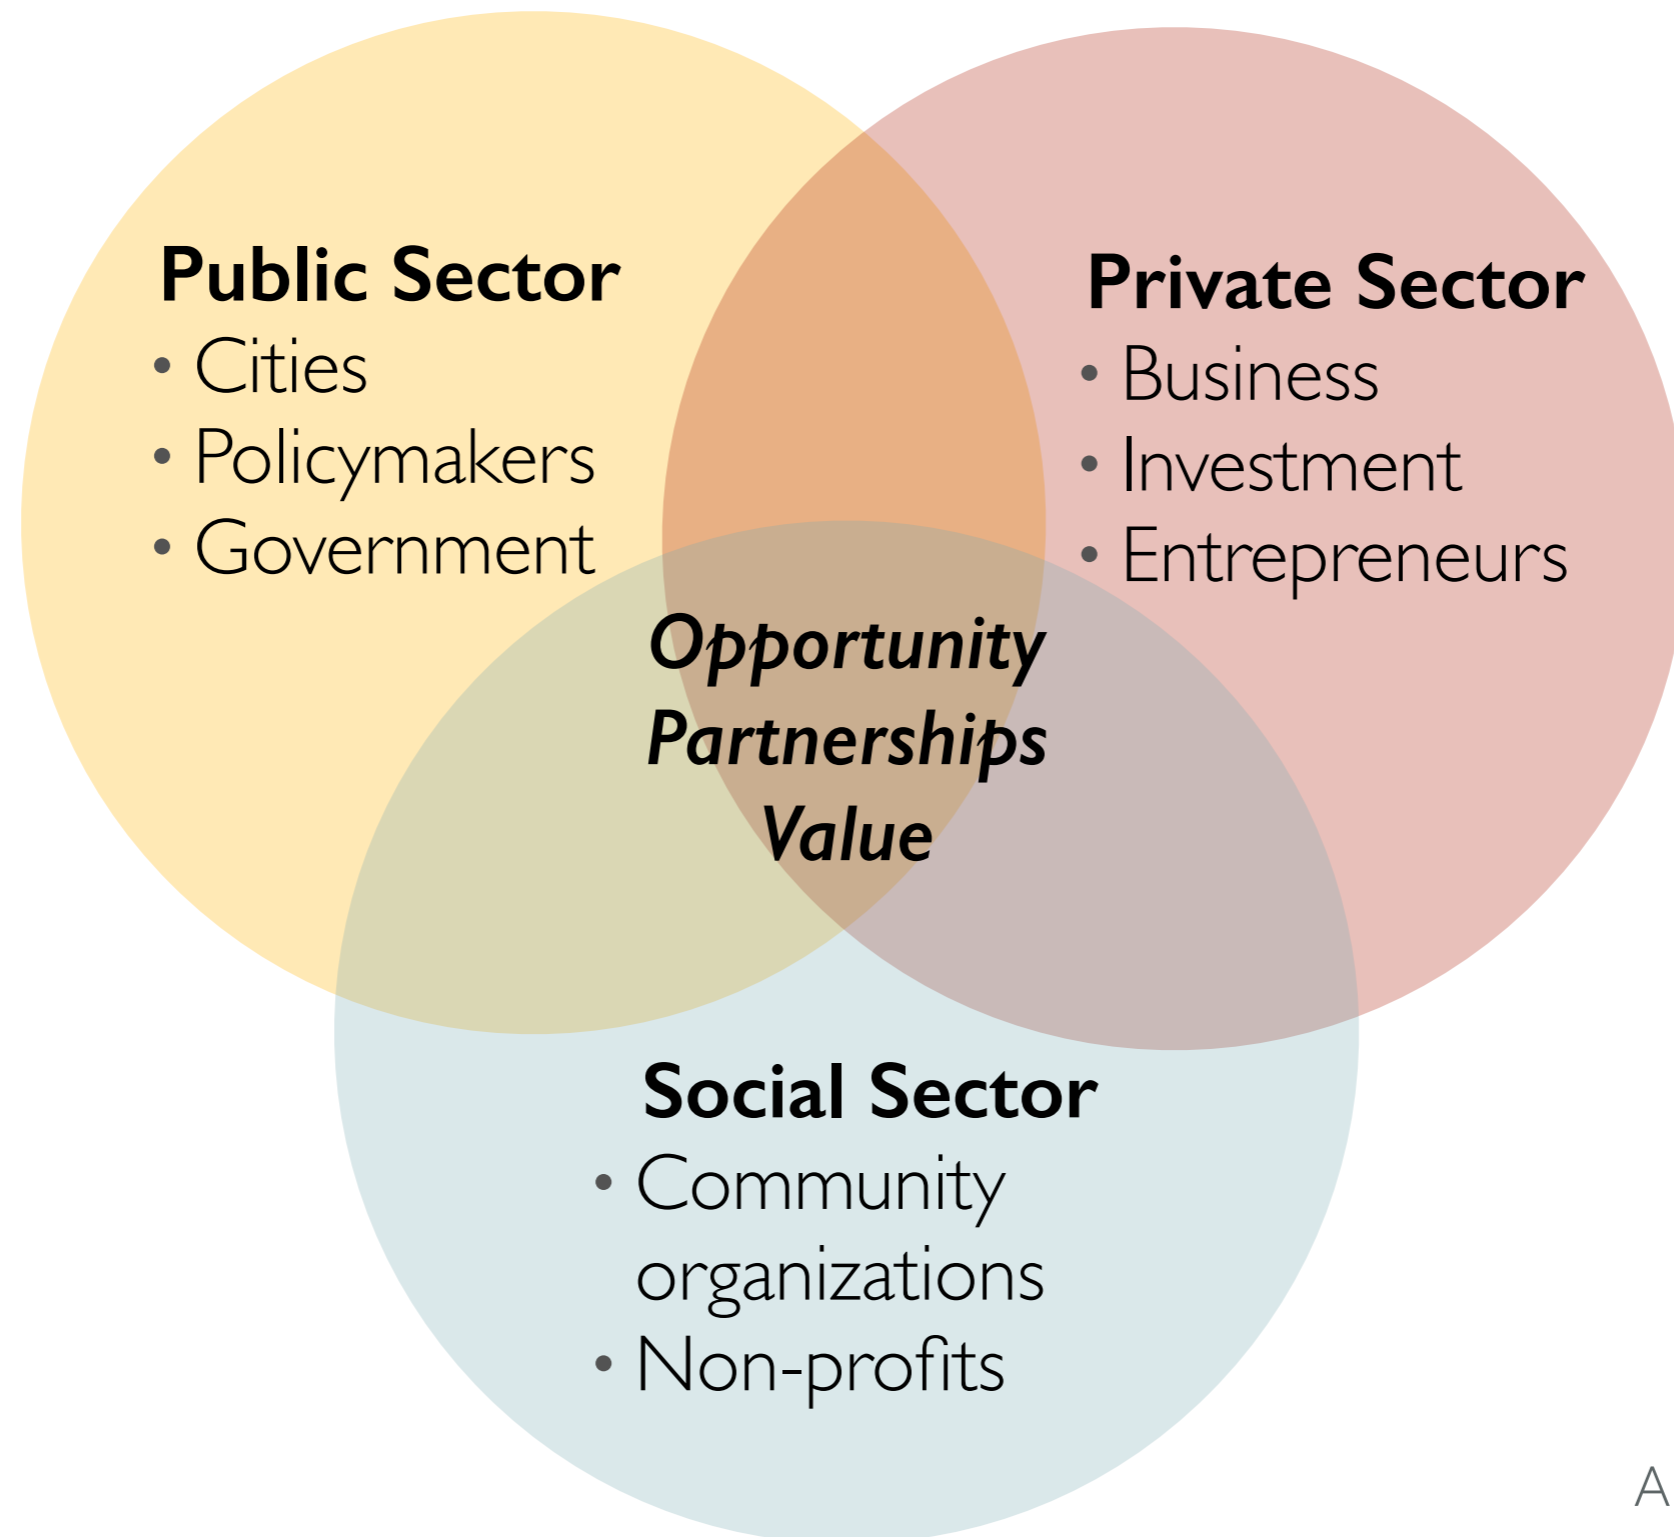 Public Sector
• Cities
• Policymakers
• Government
Private Sector
• Business
• Investment
• Entrepreneurs
Opportunity
Partnerships
Value
Social Sector
• Community
organizations
• Non-profits
A